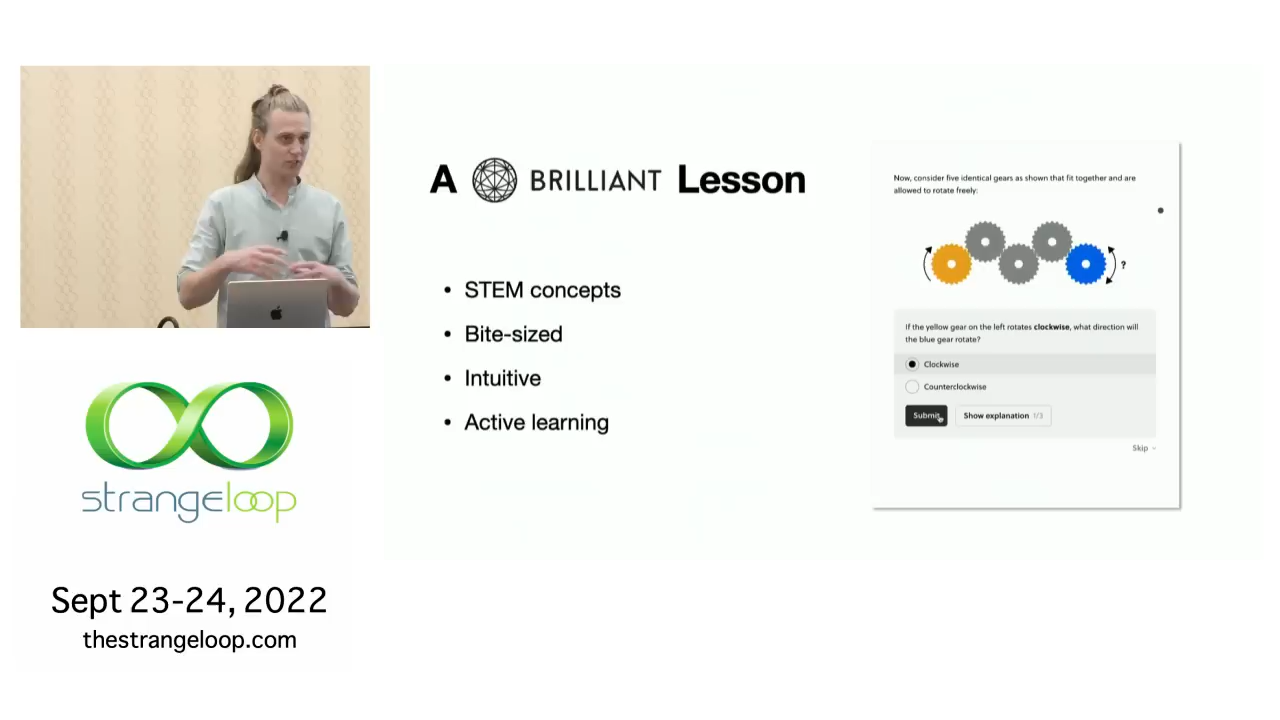 A BRILLIANT Lesson
• STEM concepts
• Bite-sized
• Intuitive
• Active learning
Now, consider five identical gears as shown that fit together and are
allowed to rotate freely:
?
If the yellow gear on the left rotates clockwise, what direction will
the blue gear rotate?
Clockwise
Counterclockwise
Submit Show explanation 1/3
Skip
strangeloop
Sept 23-24, 2022
thestrangeloop.com